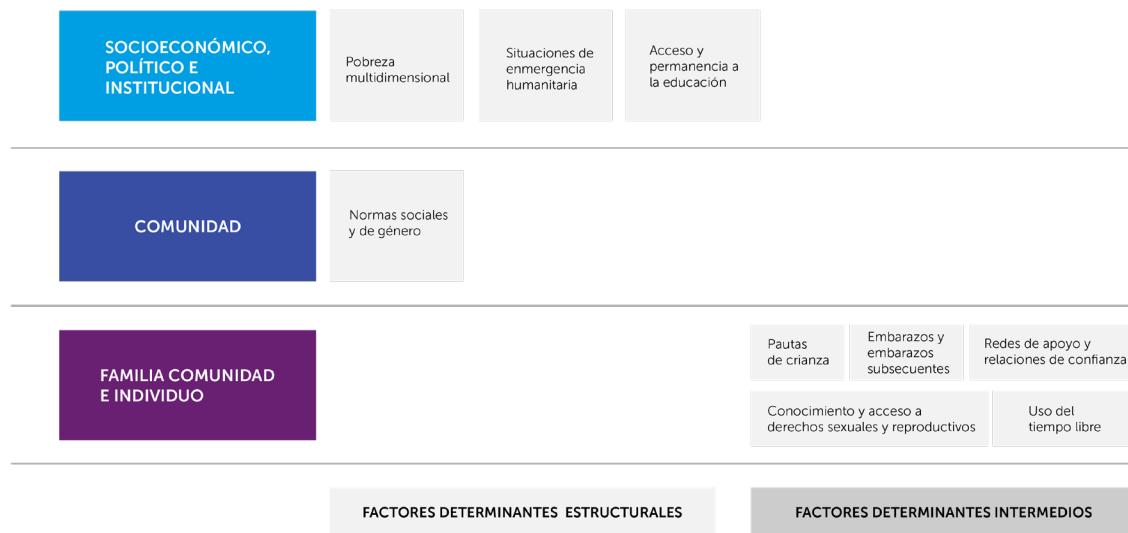 SOCIOECONÓMICO,
POLÍTICO E
INSTITUCIONAL
Pobreza
multidimensional
Situaciones de
enmergencia
humanitaria
Acceso y
permanencia a
la educación
COMUNIDAD
Normas sociales
y de género
FAMILIA COMUNIDAD
E INDIVIDUO
Pautas
de crianza
Embarazos y
embarazos
subsecuentes
Redes de apoyo y
relaciones de confianza
Conocimiento y acceso a
derechos sexuales y reproductivos
Uso del
tiempo libre
FACTORES DETERMINANTES ESTRUCTURALES
FACTORES DETERMINANTES INTERMEDIOS